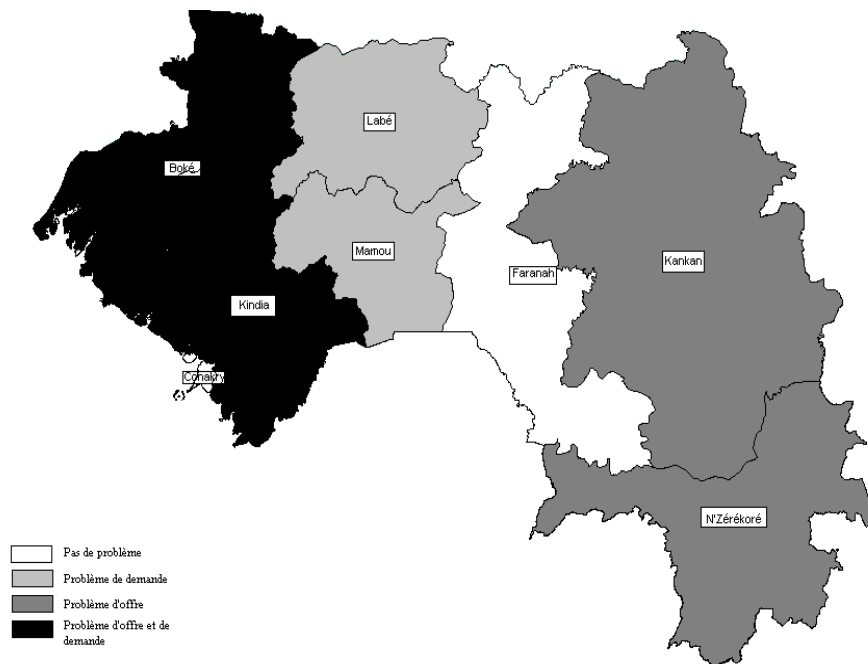 Labé
Boké
Mamou
Kankan
Faranah
Kindia
Conakry
N'Zérékoré
Pas de problème
Problème de demande
Problème d'offre
Problème d'offre et de
demande